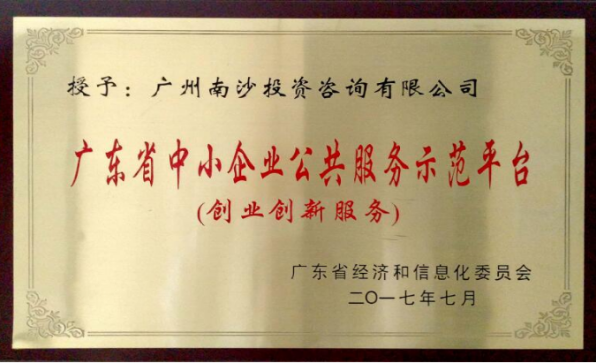 授予：广州南沙投资咨询有限公司
广东省中小企业公共服务示范平台
(创业创新服务)
广东省经济和信息化委员会
二〇一七年七月